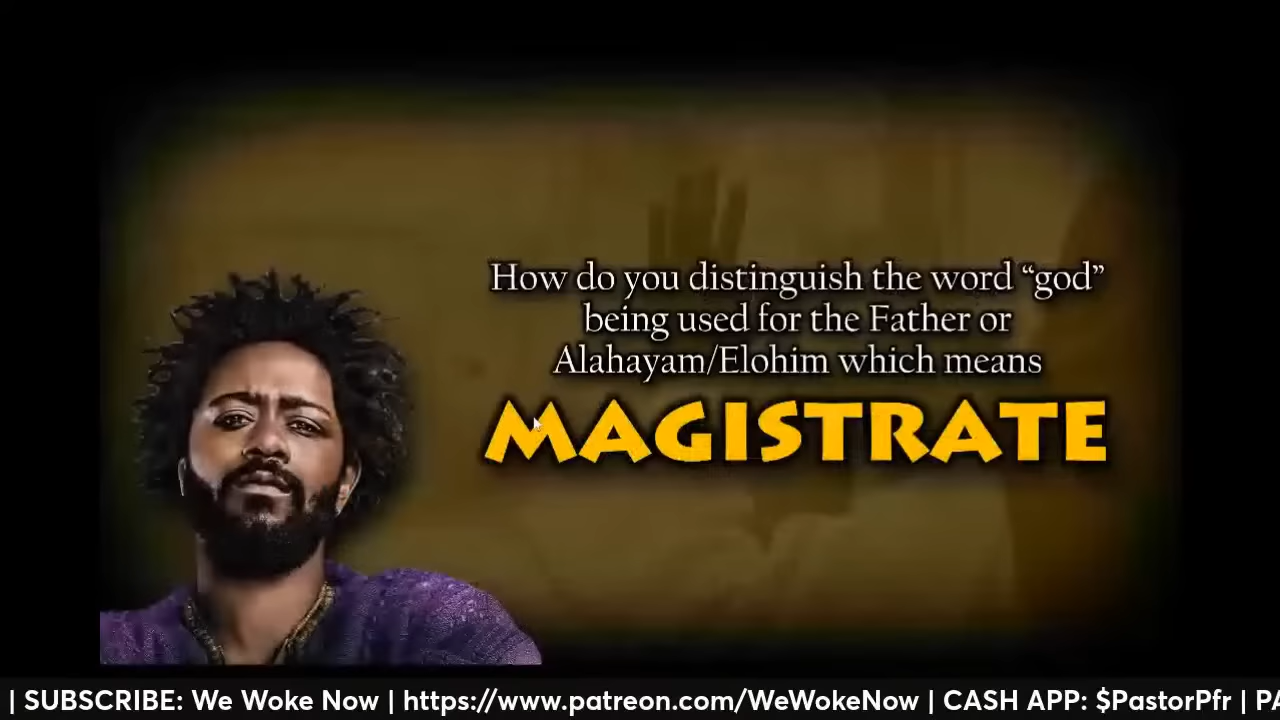 How do you distinguish the word “god”
being used for the Father or
Alahayam/Elohim which means
MAGISTRATE
| SUBSCRIBE: We Woke Now | https://www.patreon.com/WeWokeNow | CASH APP: $PastorPfr |